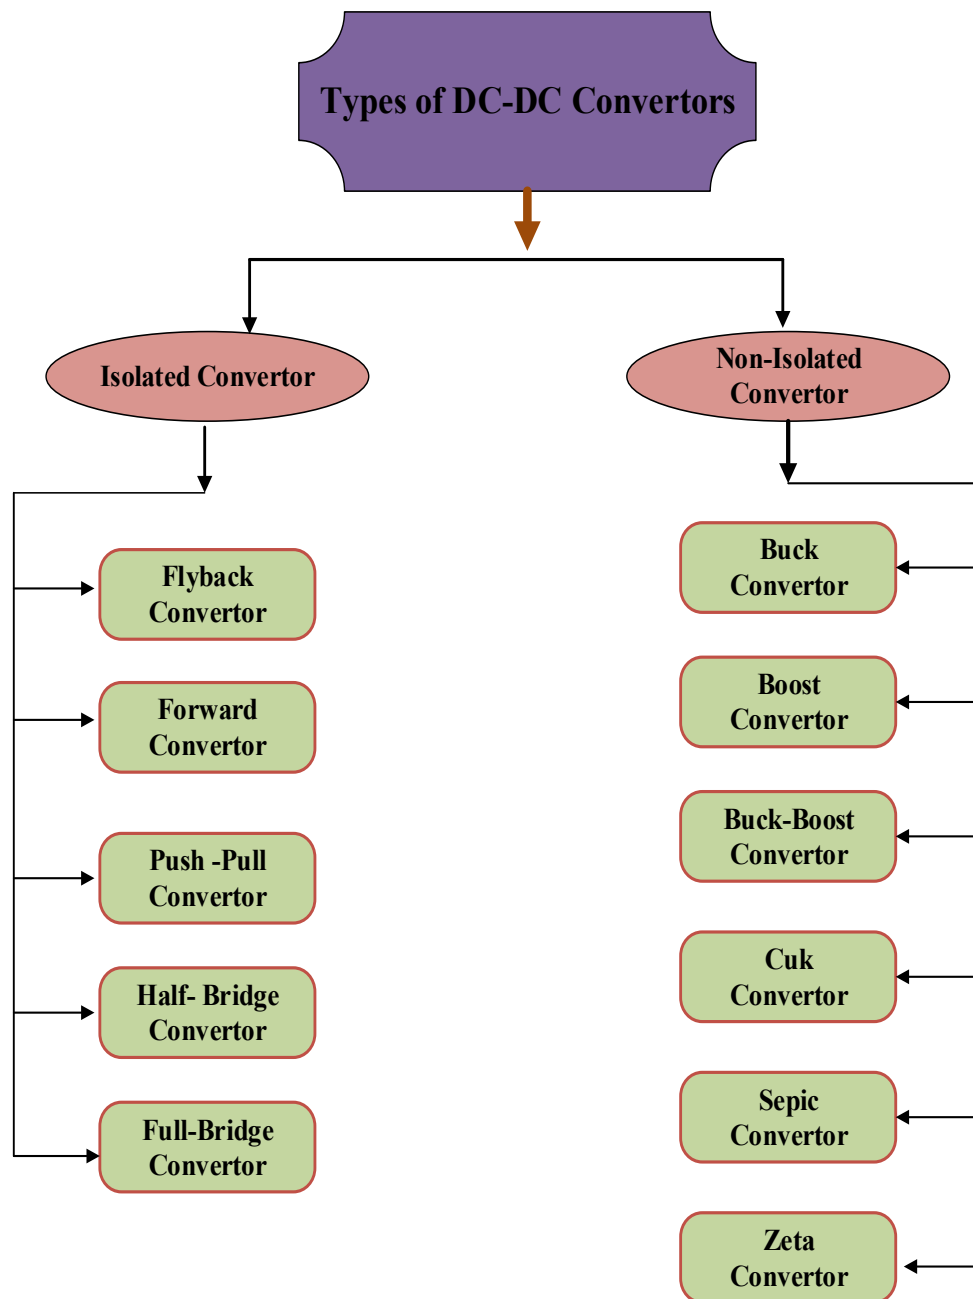 Types of DC-DC Convertors
Isolated Convertor
Non-Isolated
Convertor
Flyback
Convertor
Forward
Convertor
Push -Pull
Convertor
Half- Bridge
Convertor
Full-Bridge
Convertor
Buck
Convertor
Boost
Convertor
Buck-Boost
Convertor
Cuk
Convertor
Sepic
Convertor
Zeta
Convertor